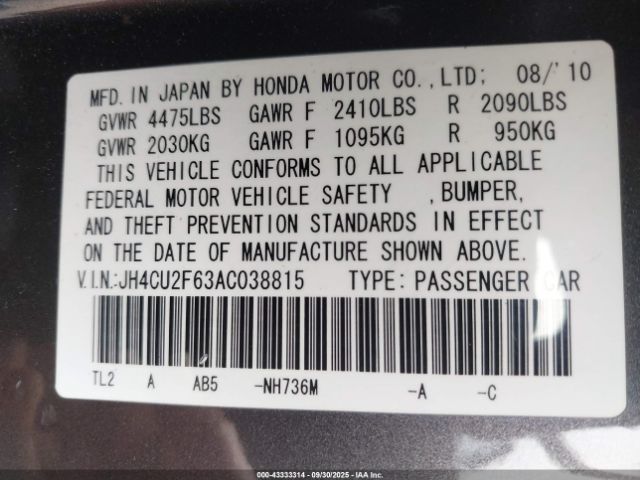 MFD. IN JAPAN BY HONDA MOTOR CO., LTD; 08/'10
GVWR 4475LBS GAWR F 2410LBS R 2090LBS
GVWR 2030KG GAWR F 1095KG R 950KG
THIS VEHICLE CONFORMS TO ALL APPLICABLE
FEDERAL MOTOR VEHICLE SAFETY , BUMPER,
AND THEFT PREVENTION STANDARDS IN EFFECT
ON THE DATE OF MANUFACTURE SHOWN ABOVE.
V.I.N.:JH4CU2F63AC038815 TYPE: PASSENGER CAR
TL2 A AB5 -NH736M -A -C
000-43333314 - 09/30/2025 - IAA Inc.